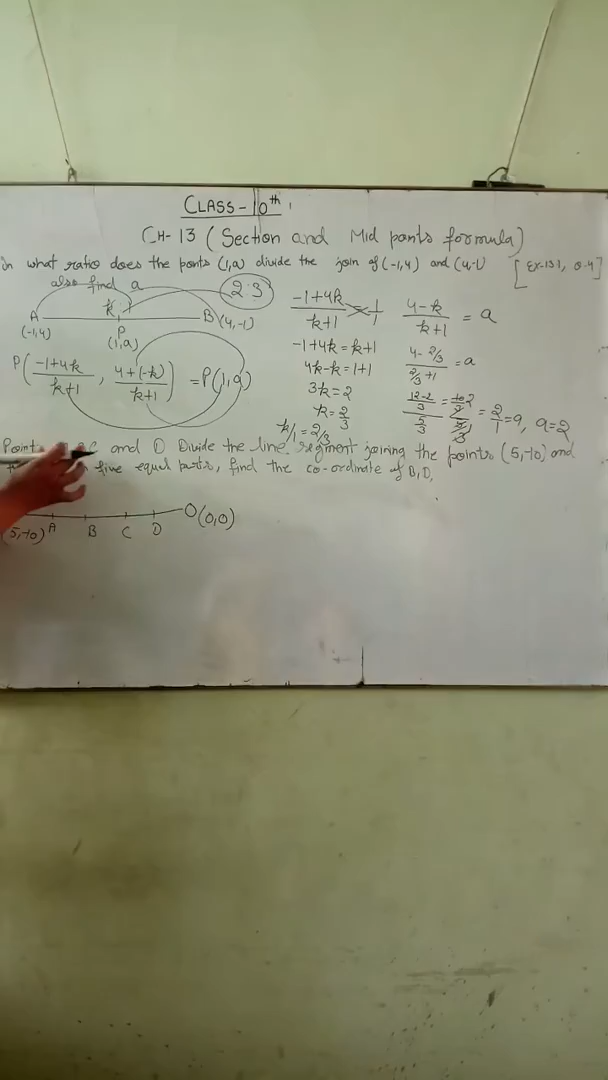 CLASS-10th
CH-13 (Section and Mid points formula)
In what ratio does the points (1,a) divide the join of (-1,4) and (4,-1) [Ex-13.1, Q-4]
also find a
2:3
k:1
A B (4,-1)
(-1,4) P
(1,a)
P(-1+4k/k+1, 4+(-k)/k+1) = P(1,a)
-1+4k/k+1 = 1
-1+4k = k+1
4k-k = 1+1
3k = 2
k = 2/3
k/1 = 2/3
4-k/k+1 = a
4-2/3/2/3+1 = a
12-2/3/5/3 = 2/1 = a, a=2
Points and D Divide the line segment joining the points (5,-10) and
five equal parts, find the co-ordinate of B,D,
O(0,0)
(5,-10) A B C D